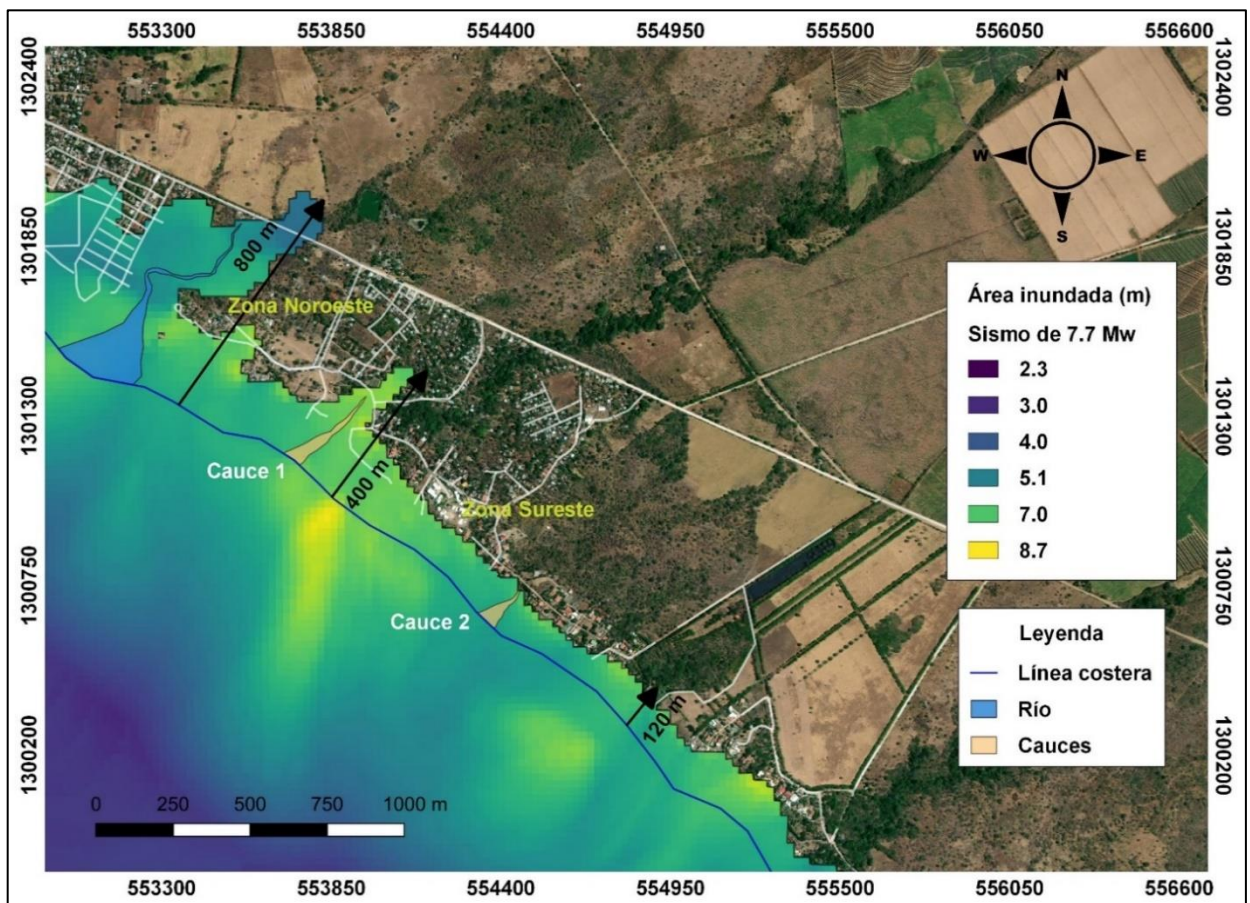 553300 553850 554400 554950 555500 556050 556600
1302400
1302400
N
W E
S
1301850
1301850
800 m
Zona Noroeste
Área inundada (m)
Sismo de 7.7 Mw
2.3
3.0
4.0
5.1
7.0
8.7
1301300
1301300
Cauce 1
400 m
Zona Sureste
1300750
1300750
Cauce 2
Leyenda
Línea costera
Río
Cauces
120 m
1300200
1300200
0 250 500 750 1000 m
553300 553850 554400 554950 555500 556050 556600